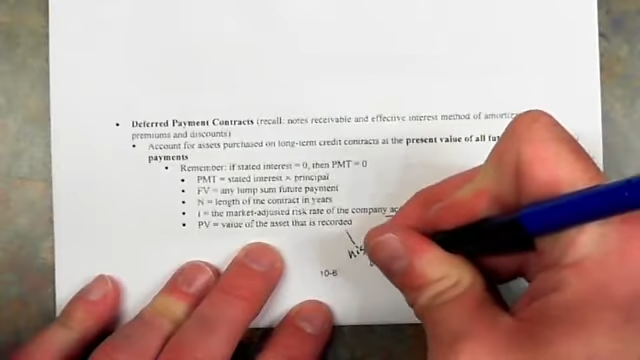 • Deferred Payment Contracts (recall: notes receivable and effective interest method of
premiums and discounts)
• Account for assets purchased on long-term credit contracts at the present value of all
payments
• Remember: if stated interest = 0, then PMT = 0
• PMT = stated interest × principal
• FV = any lump sum future payment
• N = length of the contract in years
• i = the market-adjusted risk rate of the company
• PV = value of the asset that is recorded
10-6